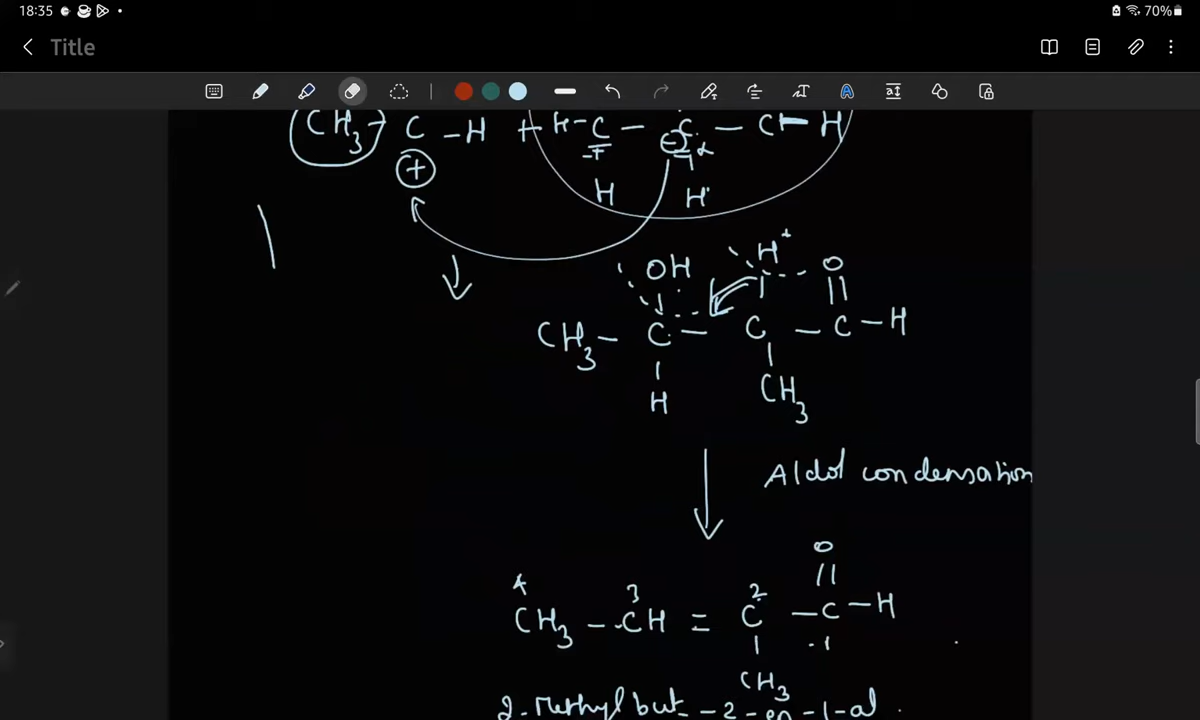 18:35 70%
Title
CH3 - C - H + H - C - C - C - H
+ α
H H
OH H+ O
CH3 - C - C - C - H
H CH3
Aldol condensation
O
4 3 2
CH3 - CH = C - C - H
1
CH3
2-Methyl but-2-en-1-al